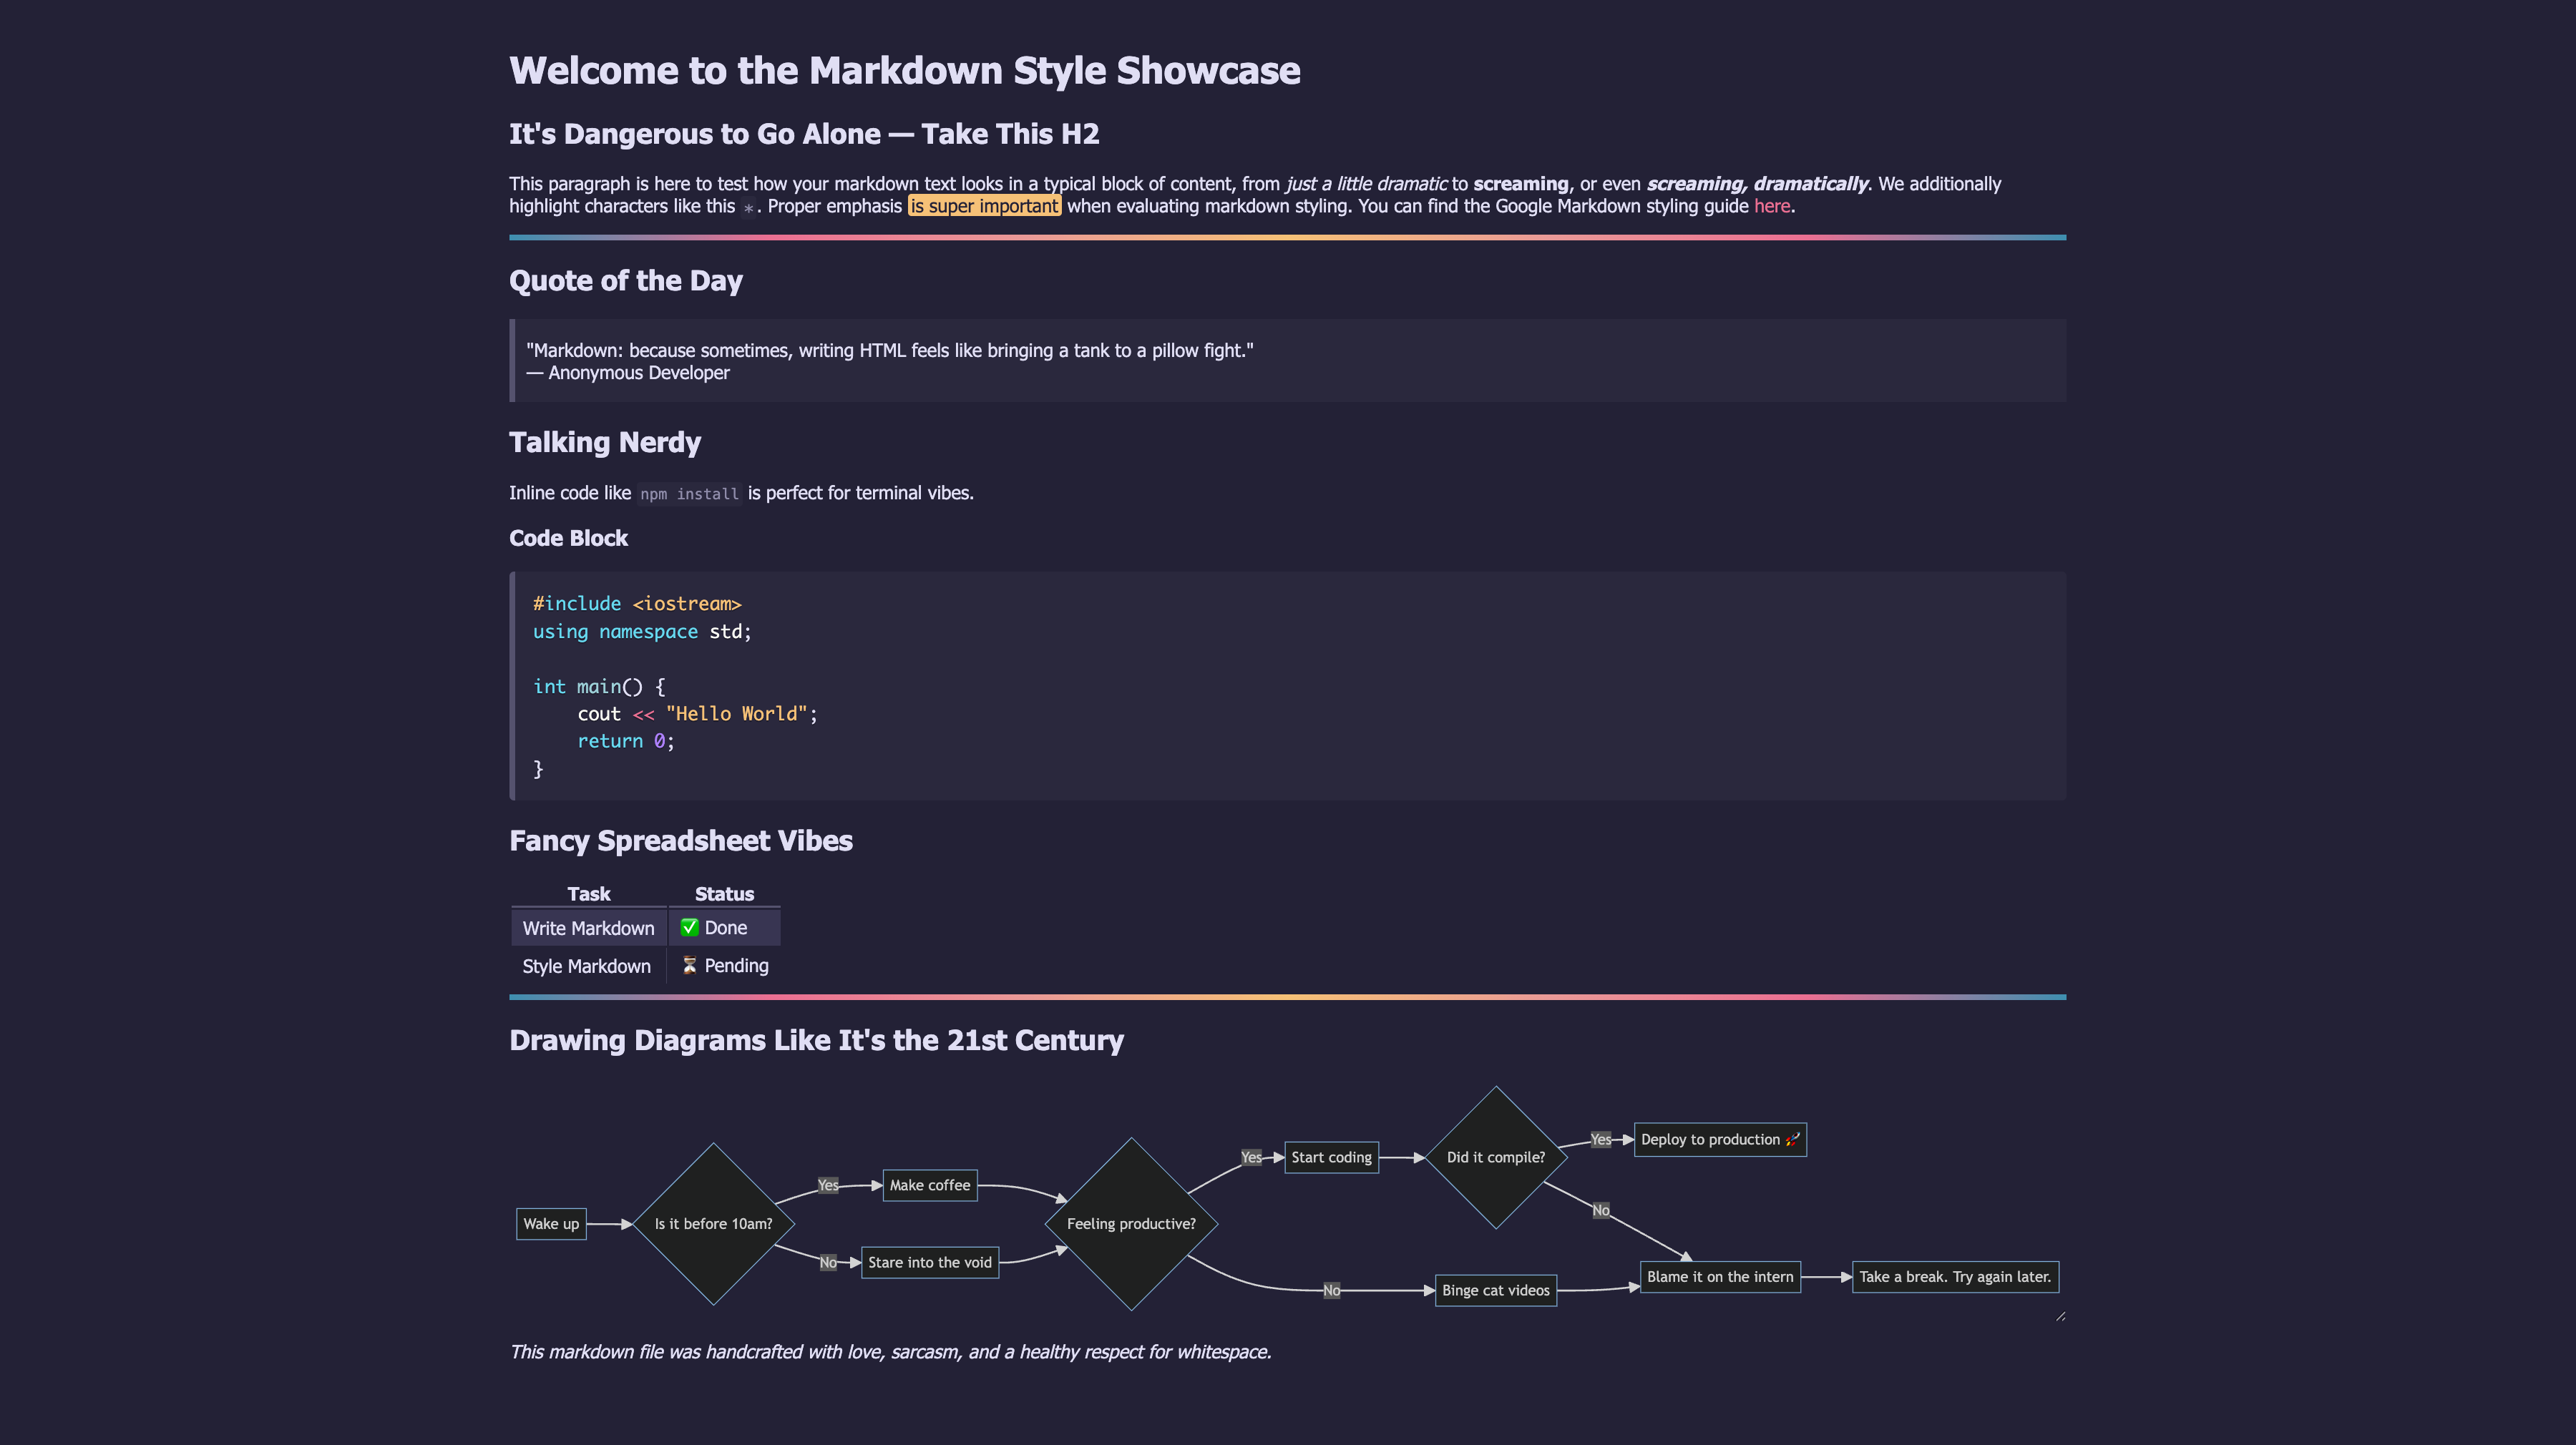 Welcome to the Markdown Style Showcase
It's Dangerous to Go Alone — Take This H2
This paragraph is here to test how your markdown text looks in a typical block of content, from just a little dramatic to screaming, or even screaming, dramatically. We additionally
highlight characters like this *. Proper emphasis is super important when evaluating markdown styling. You can find the Google Markdown styling guide here.
Quote of the Day
"Markdown: because sometimes, writing HTML feels like bringing a tank to a pillow fight."
— Anonymous Developer
Talking Nerdy
Inline code like npm install is perfect for terminal vibes.
Code Block
#include <iostream>
using namespace std;
int main() {
    cout << "Hello World";
    return 0;
}
Fancy Spreadsheet Vibes
Task Status
Write Markdown ✅ Done
Style Markdown ⏳ Pending
Drawing Diagrams Like It's the 21st Century
Wake up
Is it before 10am?
Yes
Make coffee
No
Stare into the void
Feeling productive?
Yes
Start coding
Did it compile?
Yes
Deploy to production 🚀
No
No
Binge cat videos
Blame it on the intern
Take a break. Try again later.
This markdown file was handcrafted with love, sarcasm, and a healthy respect for whitespace.